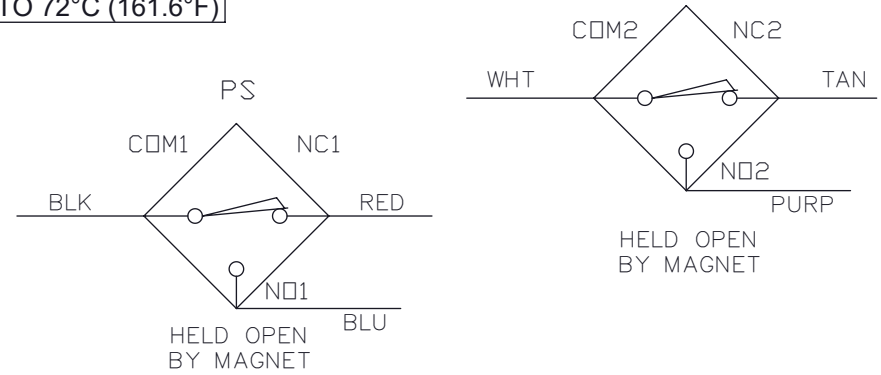 TO 72°C (161.6°F)
PS
COM1
NC1
BLK
RED
NO1
BLU
HELD OPEN
BY MAGNET
COM2
NC2
WHT
TAN
NO2
PURP
HELD OPEN
BY MAGNET